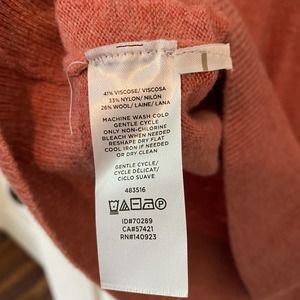 41% VISCOSE/ VISCOSA
33% NYLON/ NILÓN
26% WOOL/ LAINE/ LANA
MACHINE WASH COLD
GENTLE CYCLE
ONLY NON-CHLORINE
BLEACH WHEN NEEDED
RESHAPE DRY FLAT
COOL IRON IF NEEDED
OR DRY CLEAN
GENTLE CYCLE/
CYCLE DÉLICAT/
CICLO SUAVE
483516
ID#70289
CA#57421
RN#140923